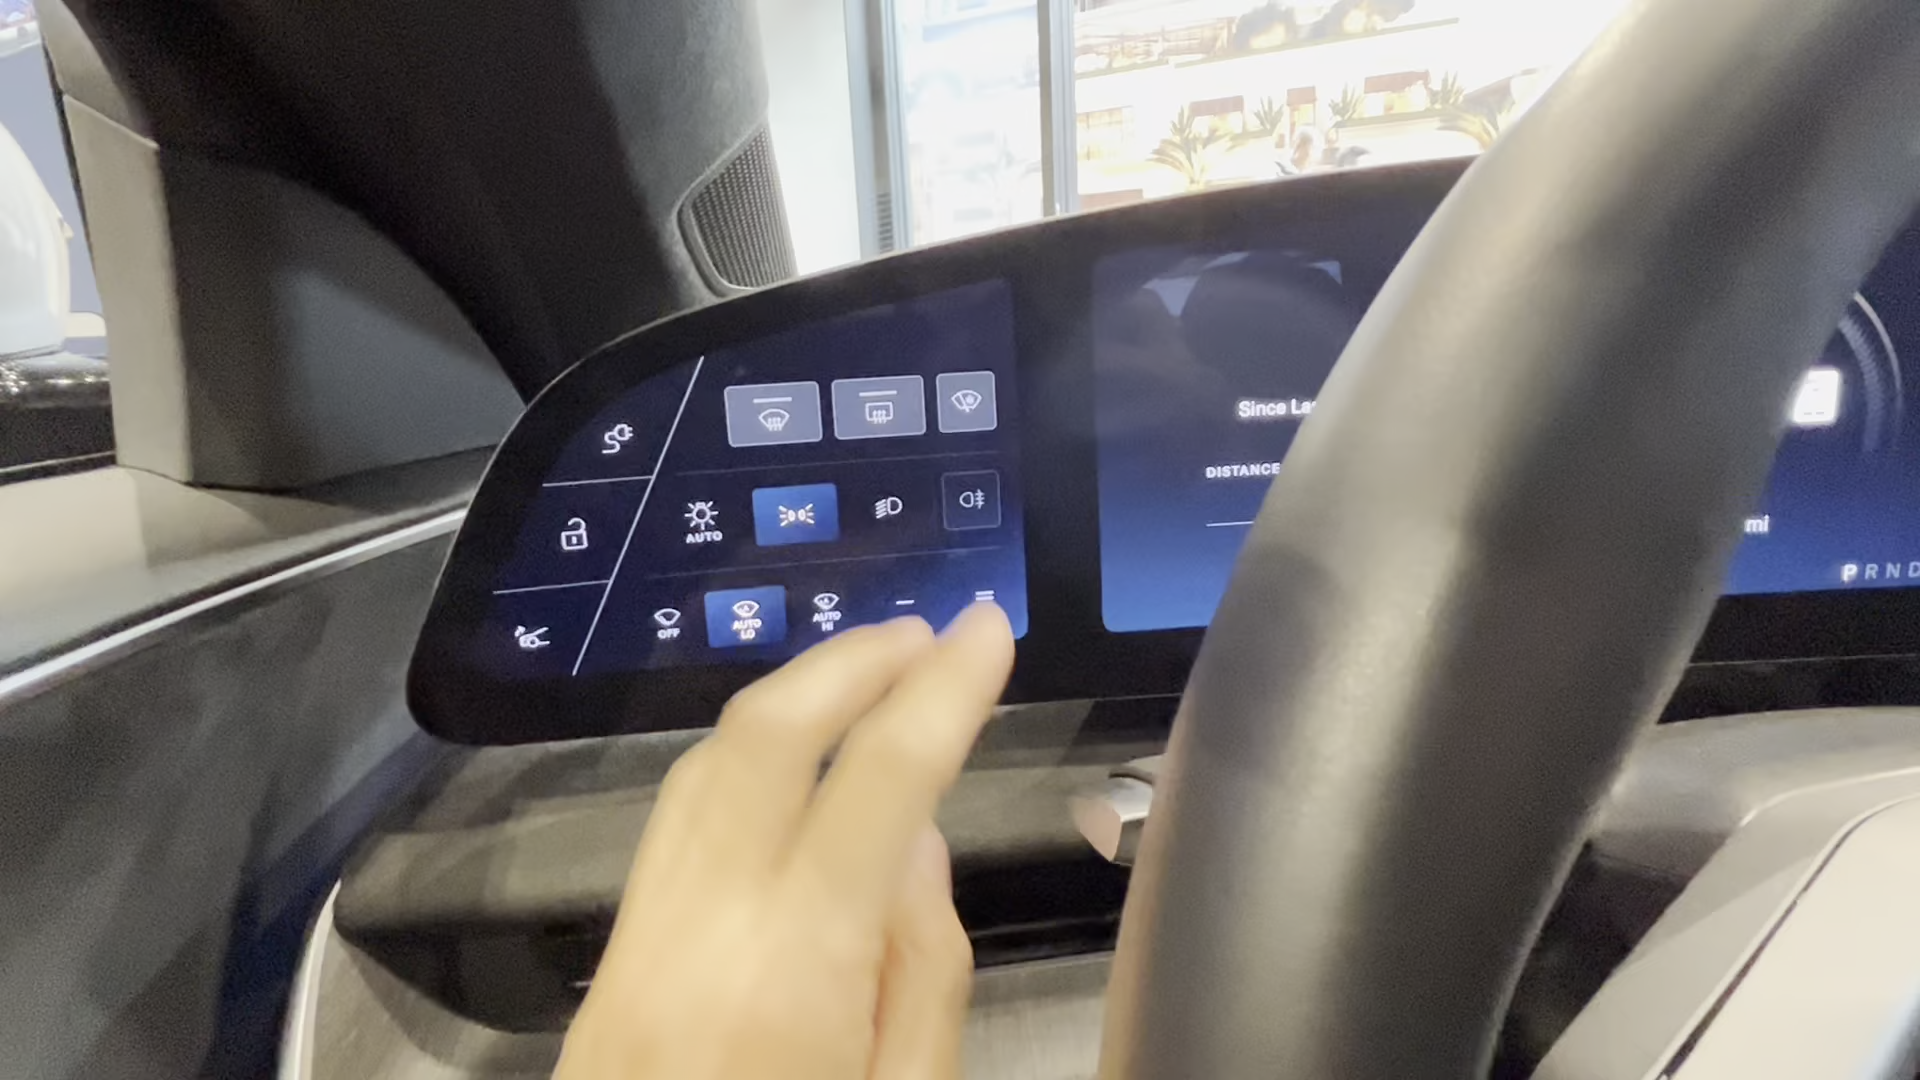 Since La
DISTANCE
AUTO
mi
PRND
OFF
AUTO
LO
AUTO
HI